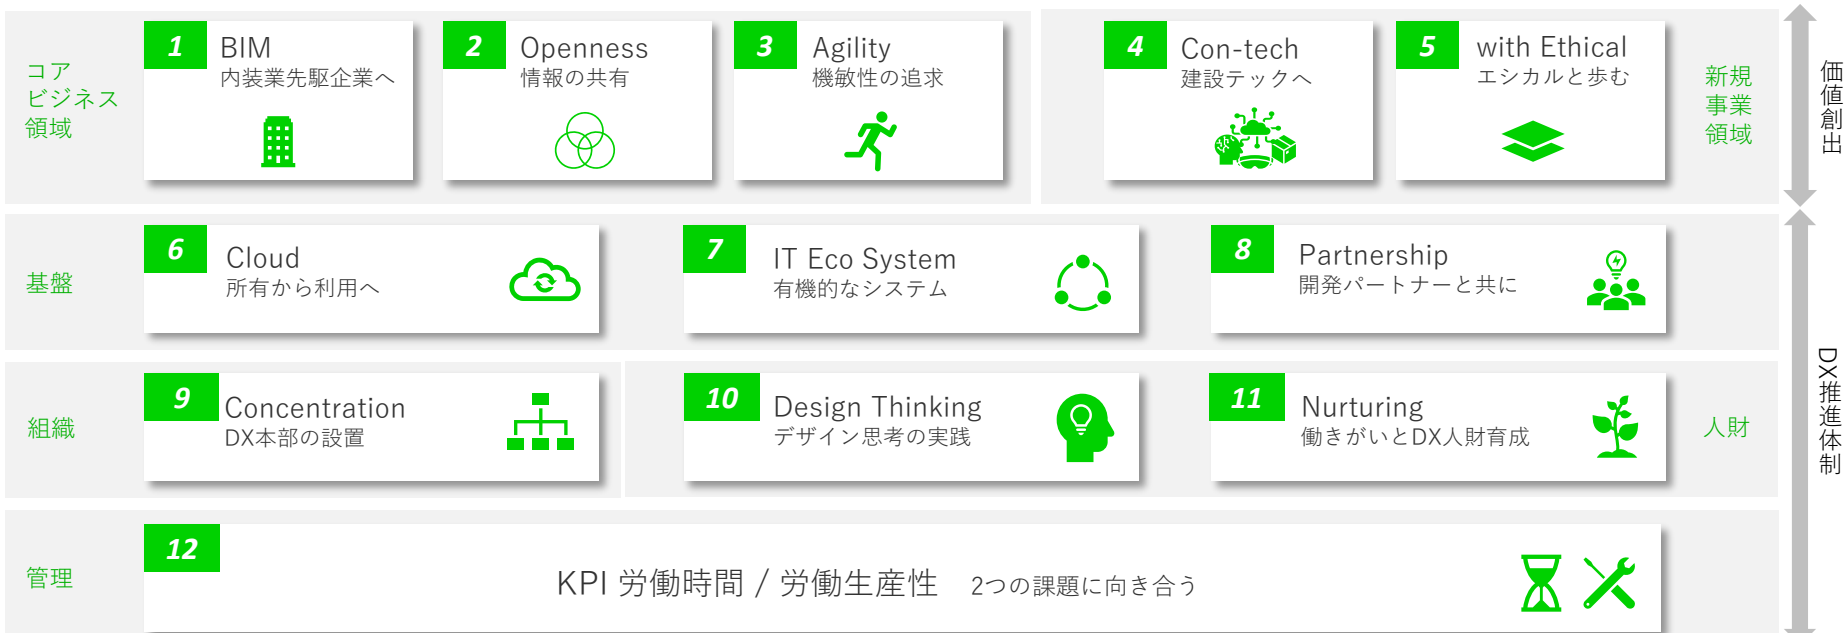 コア
ビジネス
領域
1
BIM
内装業先駆企業へ
2
Openness
情報の共有
3
Agility
機敏性の追求
4
Con-tech
建設テックへ
5
with Ethical
エシカルと歩む
新規
事業
領域
価値創出
基盤
6
Cloud
所有から利用へ
7
IT Eco System
有機的なシステム
8
Partnership
開発パートナーと共に
組織
9
Concentration
DX本部の設置
10
Design Thinking
デザイン思考の実践
11
Nurturing
働きがいとDX人財育成
人財
DX推進体制
管理
12
KPI 労働時間 / 労働生産性 2つの課題に向き合う